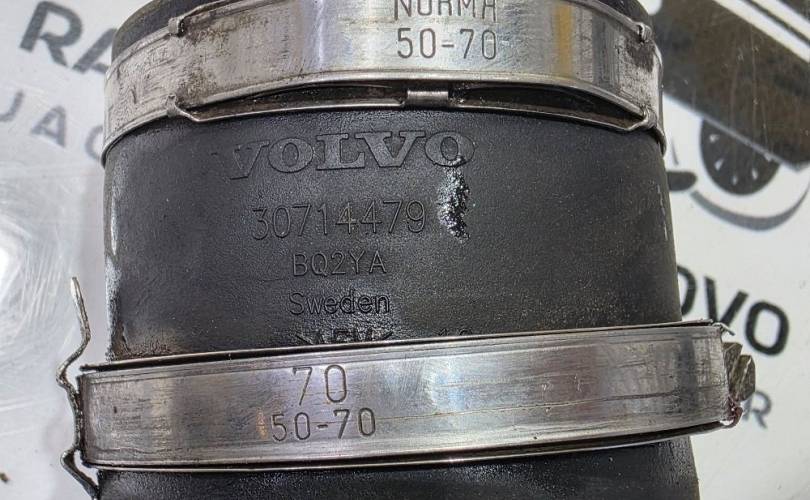 NORMA
50-70
VOLVO
30714479
BQ2YA
Sweden
70
50-70